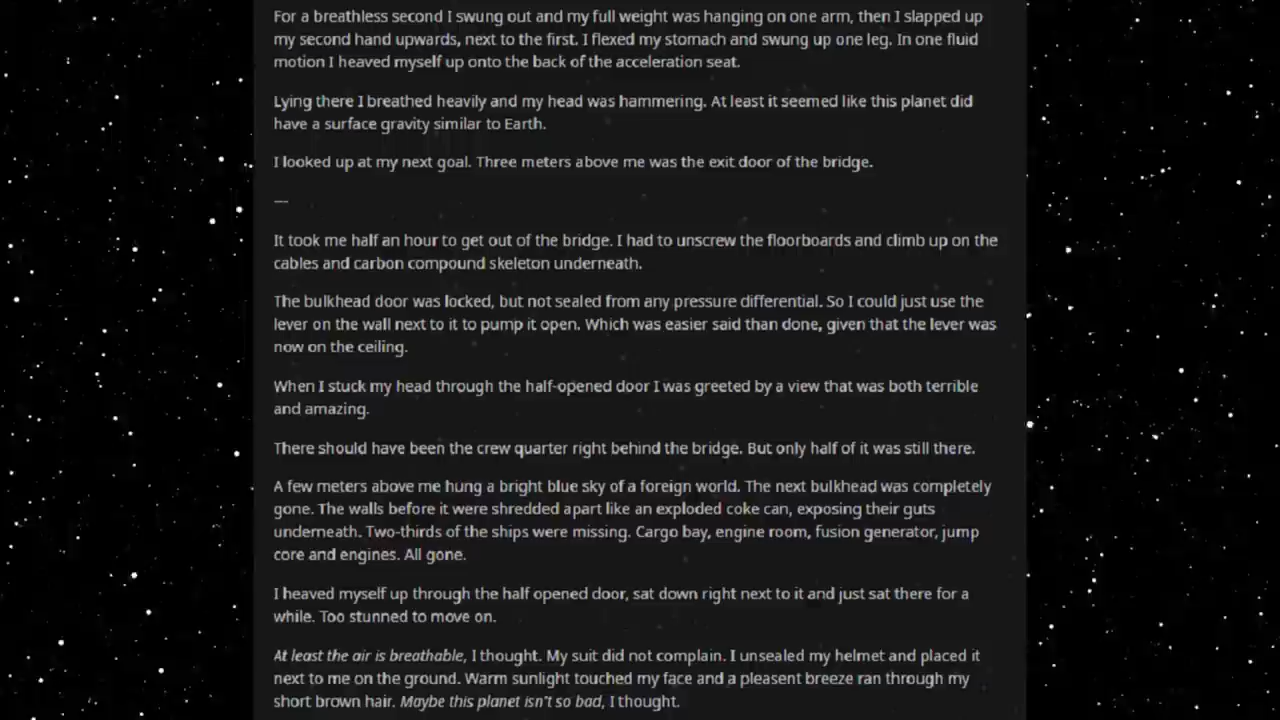 For a breathless second I swung out and my full weight was hanging on one arm, then I slapped up
my second hand upwards, next to the first. I flexed my stomach and swung up one leg. In one fluid
motion I heaved myself up onto the back of the acceleration seat.
Lying there I breathed heavily and my head was hammering. At least it seemed like this planet did
have a surface gravity similar to Earth.
I looked up at my next goal. Three meters above me was the exit door of the bridge.
—
It took me half an hour to get out of the bridge. I had to unscrew the floorboards and climb up on the
cables and carbon compound skeleton underneath.
The bulkhead door was locked, but not sealed from any pressure differential. So I could just use the
lever on the wall next to it to pump it open. Which was easier said than done, given that the lever was
now on the ceiling.
When I stuck my head through the half-opened door I was greeted by a view that was both terrible
and amazing.
There should have been the crew quarter right behind the bridge. But only half of it was still there.
A few meters above me hung a bright blue sky of a foreign world. The next bulkhead was completely
gone. The walls before it were shredded apart like an exploded coke can, exposing their guts
underneath. Two-thirds of the ships were missing. Cargo bay, engine room, fusion generator, jump
core and engines. All gone.
I heaved myself up through the half opened door, sat down right next to it and just sat there for a
while. Too stunned to move on.
At least the air is breathable, I thought. My suit did not complain. I unsealed my helmet and placed it
next to me on the ground. Warm sunlight touched my face and a pleasent breeze ran through my
short brown hair. Maybe this planet isn't so bad, I thought.